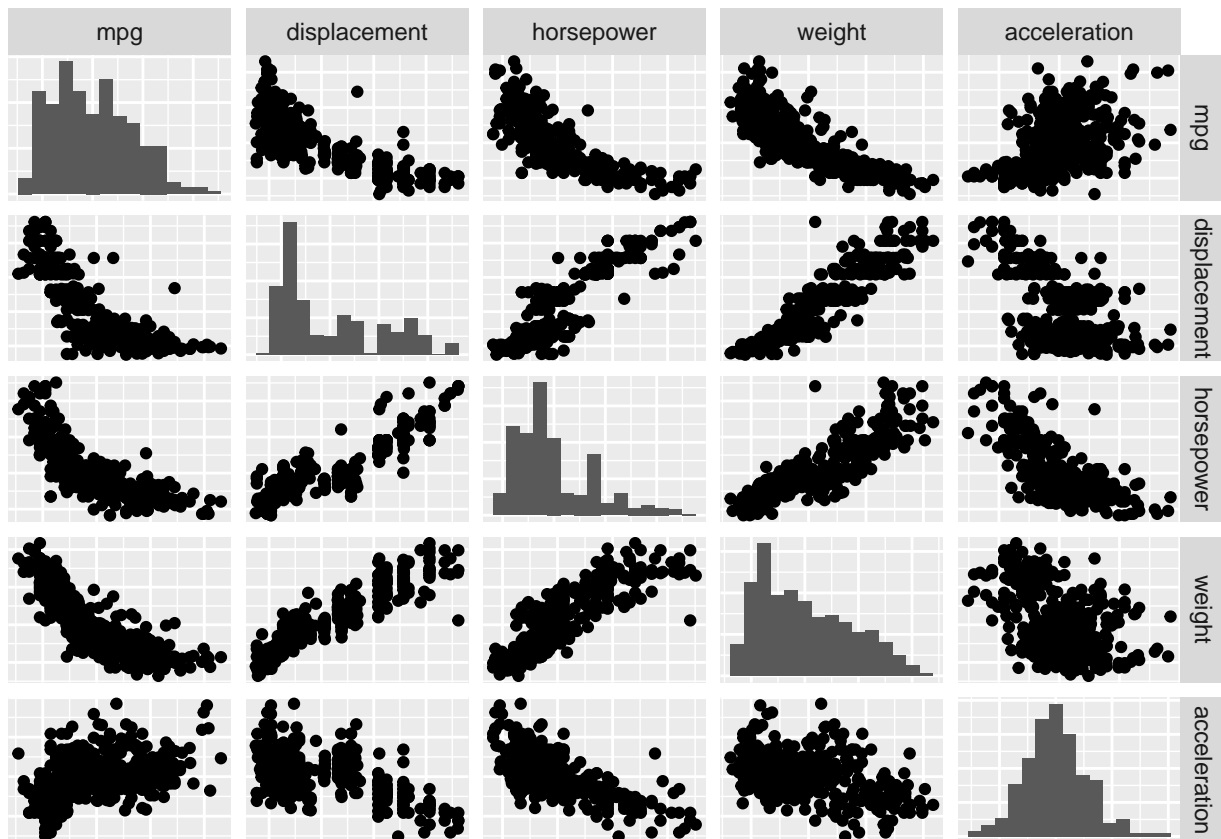 mpg
displacement
horsepower
weight
acceleration
mpg
displacement
horsepower
weight
acceleration